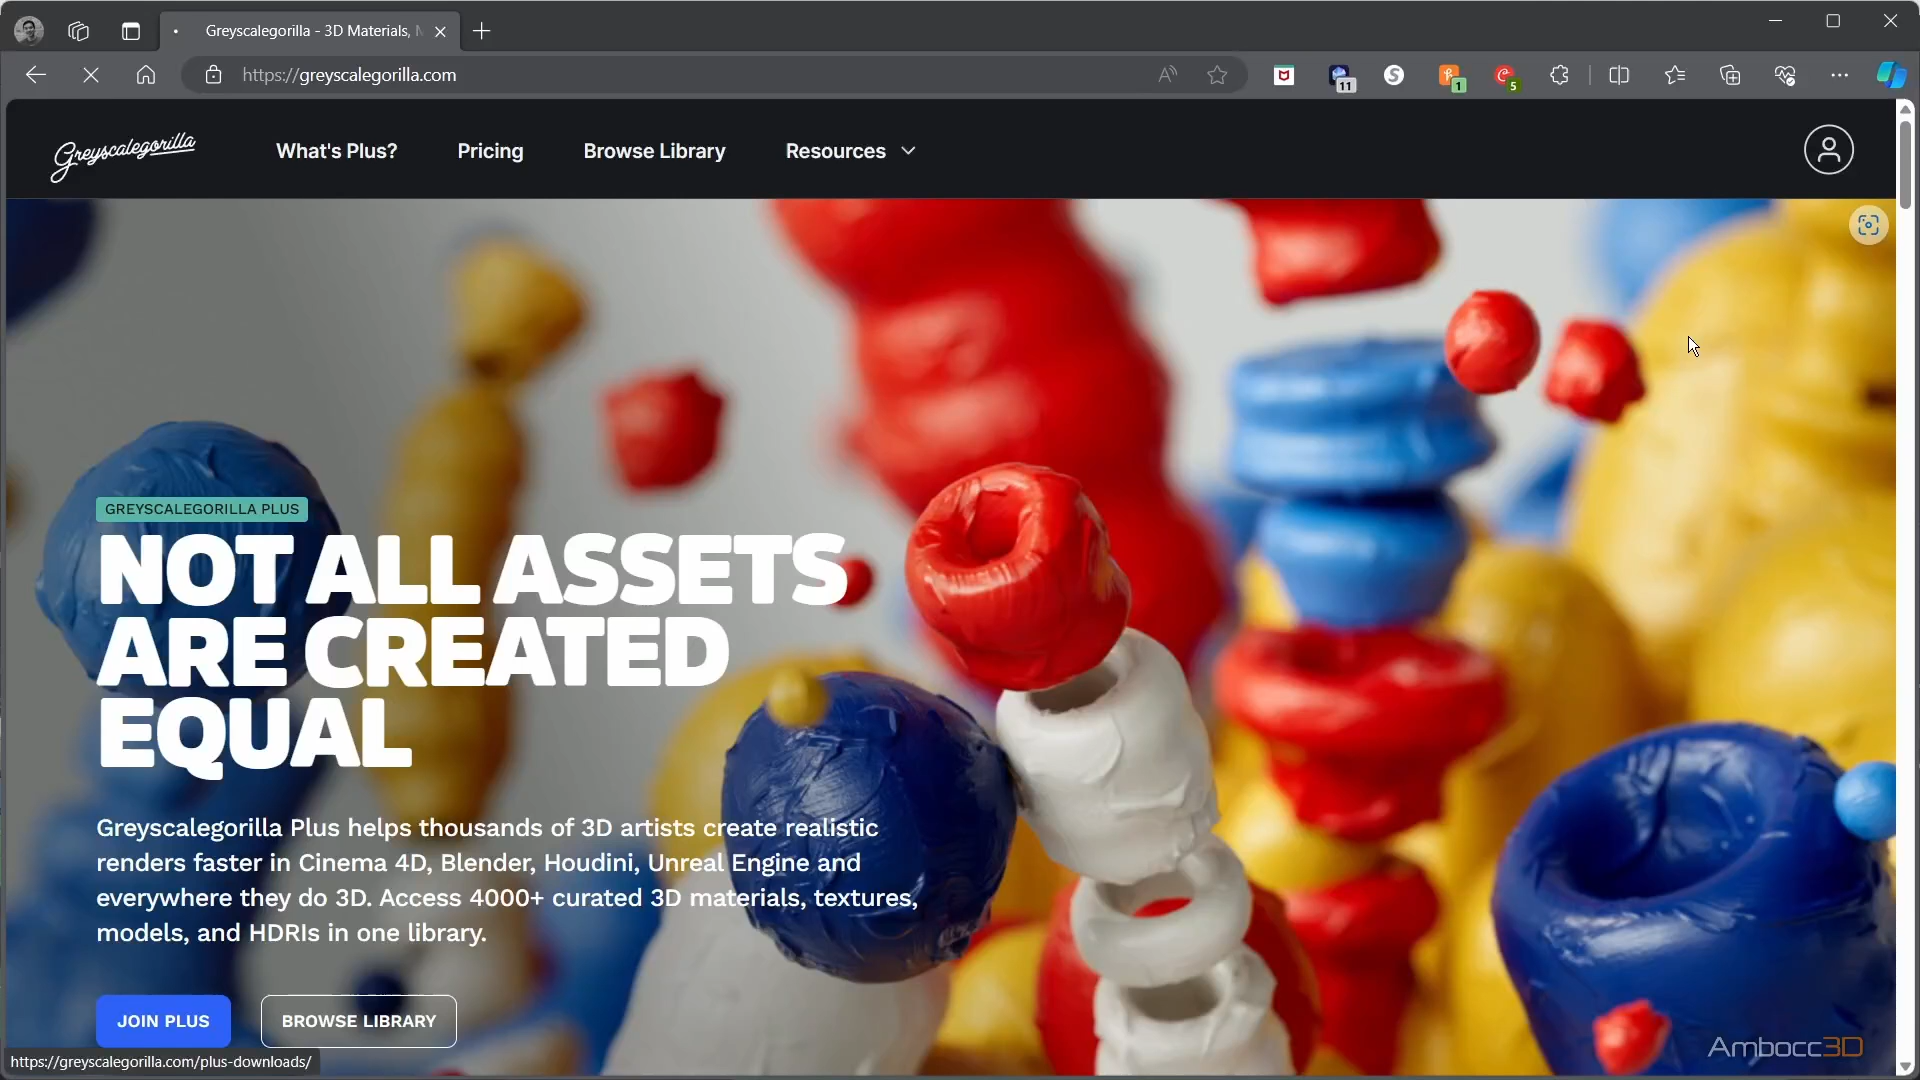 Greyscalegorilla - 3D Materials,
https://greyscalegorilla.com
11
1
5
Greyscalegorilla
What's Plus?
Pricing
Browse Library
Resources
GREYSCALEGORILLA PLUS
NOT ALL ASSETS
ARE CREATED
EQUAL
Greyscalegorilla Plus helps thousands of 3D artists create realistic
renders faster in Cinema 4D, Blender, Houdini, Unreal Engine and
everywhere they do 3D. Access 4000+ curated 3D materials, textures,
models, and HDRIs in one library.
JOIN PLUS
BROWSE LIBRARY
https://greyscalegorilla.com/plus-downloads/
Ambocc3D